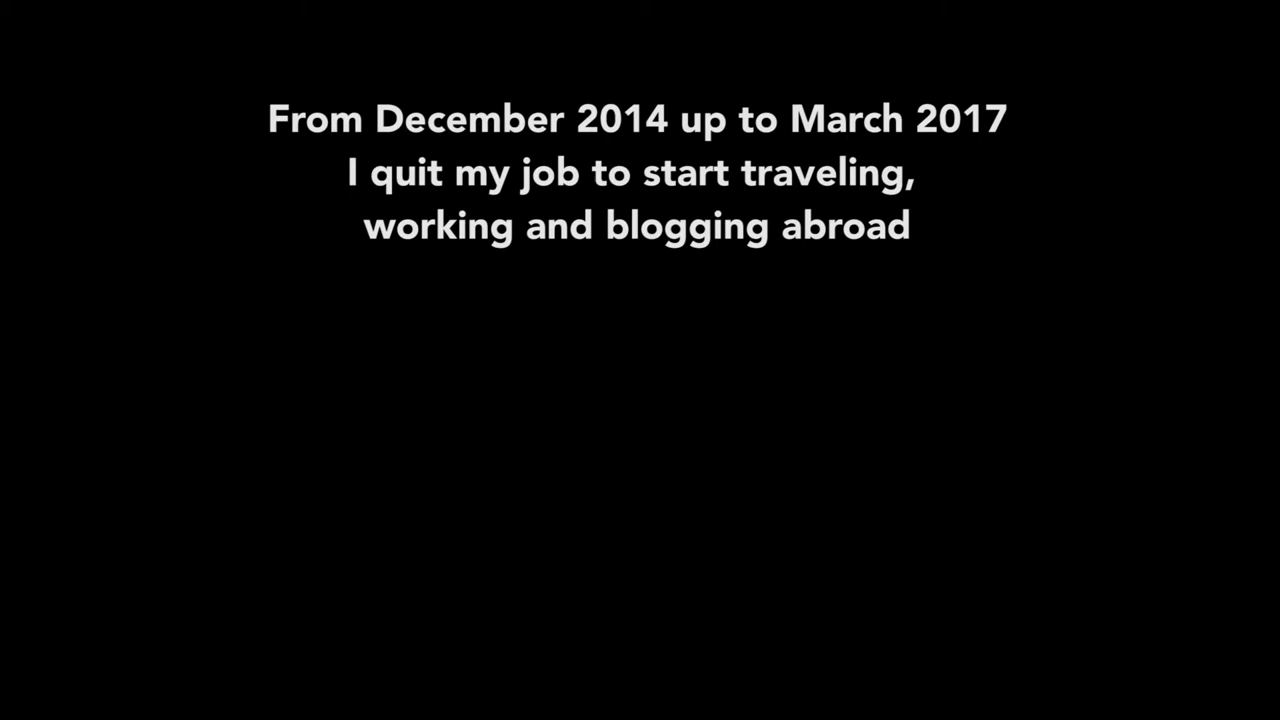 From December 2014 up to March 2017
I quit my job to start traveling,
working and blogging abroad